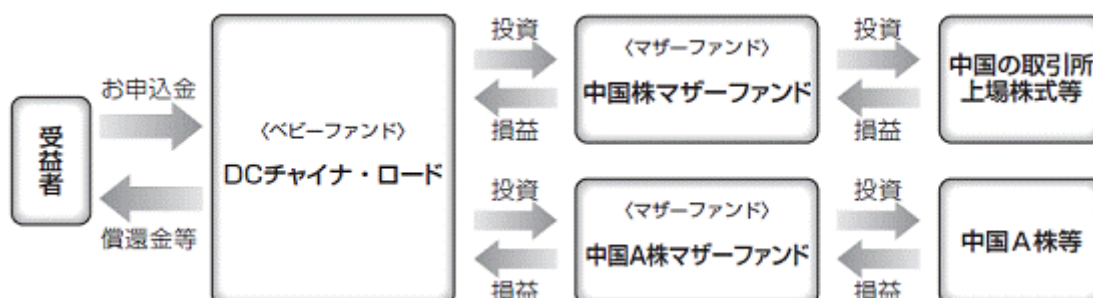 受益者
お申込金
償還金等
〈ベビーファンド〉
DCチャイナ・ロード
投資
損益
〈マザーファンド〉
中国株マザーファンド
投資
損益
中国の取引所
上場株式等
投資
損益
〈マザーファンド〉
中国A株マザーファンド
投資
損益
中国A株等